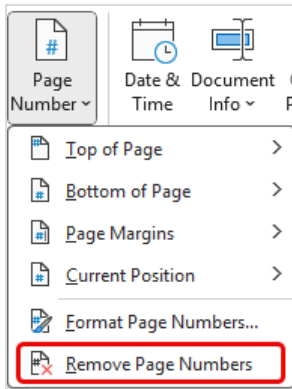 Page Number
Date & Time
Document Info
Top of Page
Bottom of Page
Page Margins
Current Position
Format Page Numbers...
Remove Page Numbers